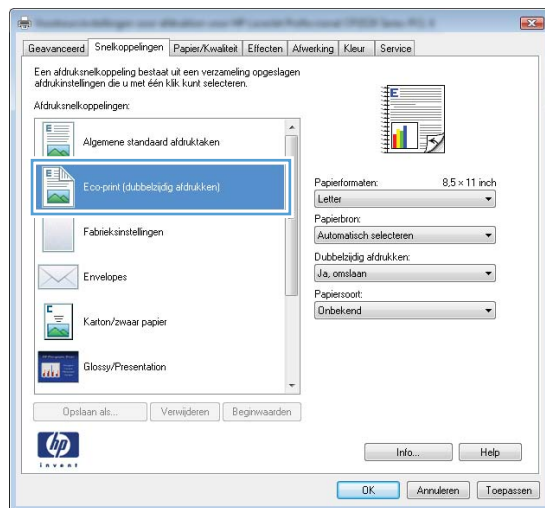 Geavanceerd Snelkoppelingen Papier/Kwaliteit Effecten Afwerking Kleur Service
Een afdruksnelkoppeling bestaat uit een verzameling opgeslagen
afdrukinstellingen die u met één klik kunt selecteren.
Afdruksnelkoppelingen:
Algemene standaard afdruktaken
Eco-print (dubbelzijdig afdrukken)
Fabrieksinstellingen
Envelopes
Karton/zwaar papier
Glossy/Presentation
Papierformaten: 8,5 × 11 inch
Letter
Papierbron:
Automatisch selecteren
Dubbelzijdig afdrukken:
Ja, omslaan
Papiersoort:
Onbekend
Opslaan als... Verwijderen Beginwaarden
hp
invent
Info... Help
OK Annuleren Toepassen